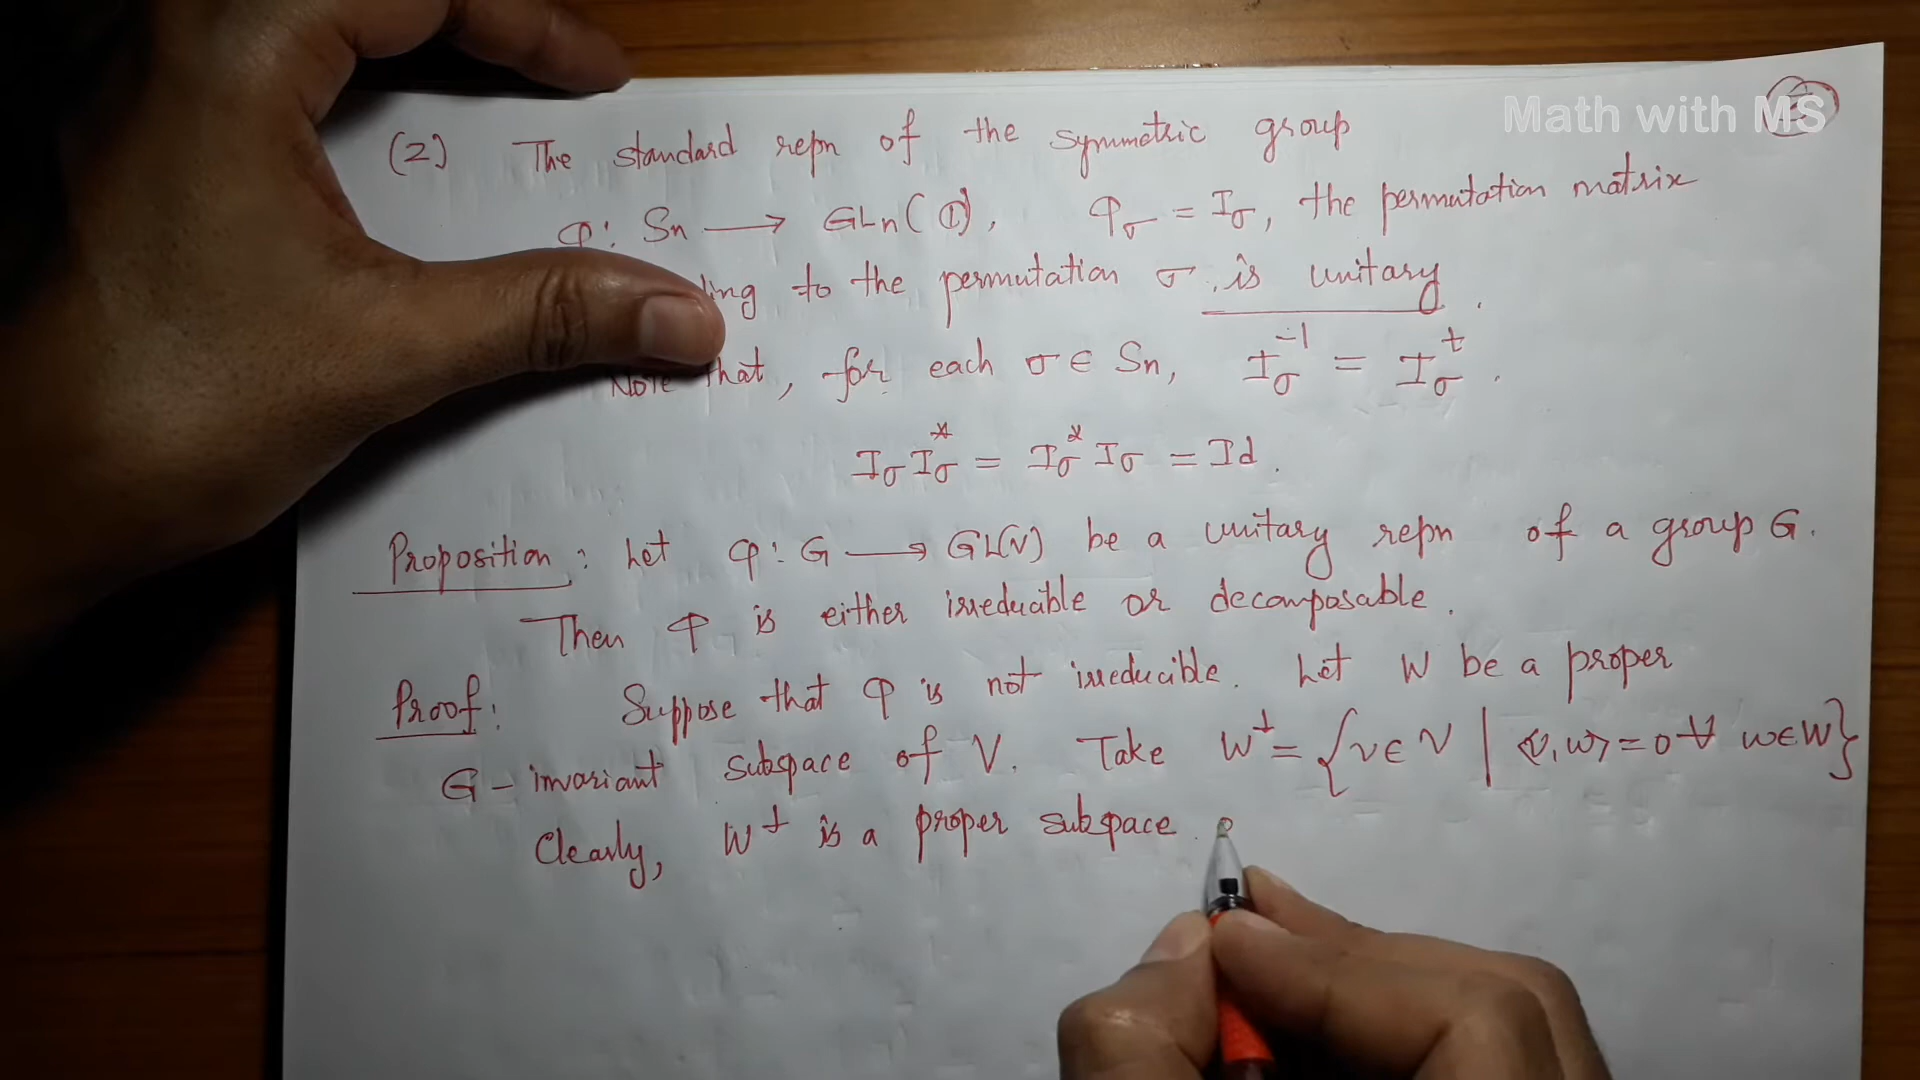 Math with MS
(2) The standard repn of the symmetric group
φ: Sn → GLn(ℂ), φσ = Iσ, the permutation matrix
to the permutation σ, is unitary.
Note that, for each σ ∈ Sn, Iσ⁻¹ = Iσᵗ.
Iσ Iσ* = Iσ* Iσ = Id.
Proposition: Let φ: G → GL(V) be a unitary repn of a group G.
Then φ is either irreducible or decomposable.
Proof: Suppose that φ is not irreducible. Let W be a proper
G-invariant subspace of V. Take W⊥ = {v ∈ V | ⟨v, w⟩ = 0 ∀ w ∈ W}
Clearly, W⊥ is a proper subspace